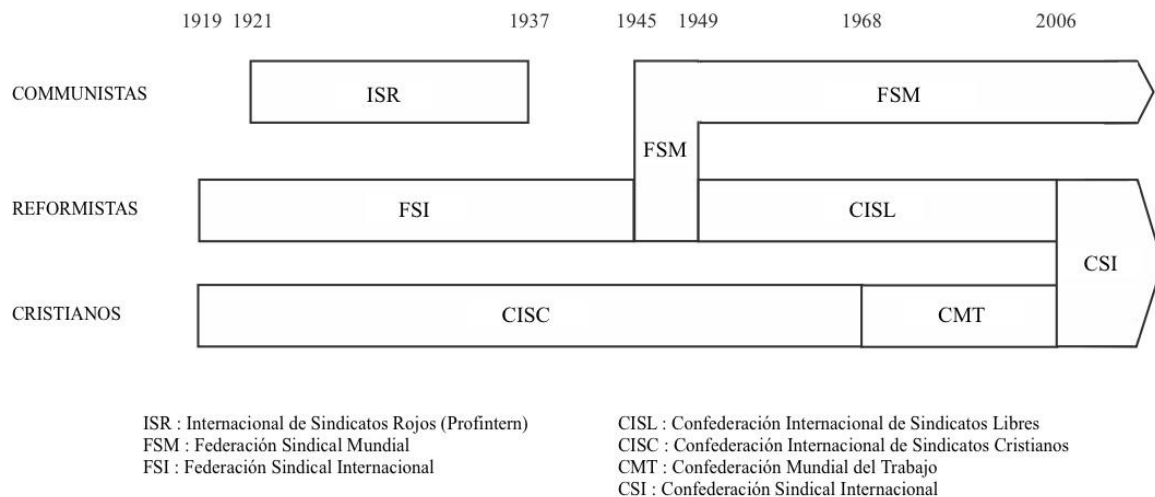 1919 1921 1937 1945 1949 1968 2006
COMMUNISTAS ISR FSM
FSM
REFORMISTAS FSI CISL
CSI
CRISTIANOS CISC CMT
ISR : Internacional de Sindicatos Rojos (Profintern)
FSM : Federación Sindical Mundial
FSI : Federación Sindical Internacional
CISL : Confederación Internacional de Sindicatos Libres
CISC : Confederación Internacional de Sindicatos Cristianos
CMT : Confederación Mundial del Trabajo
CSI : Confederación Sindical Internacional